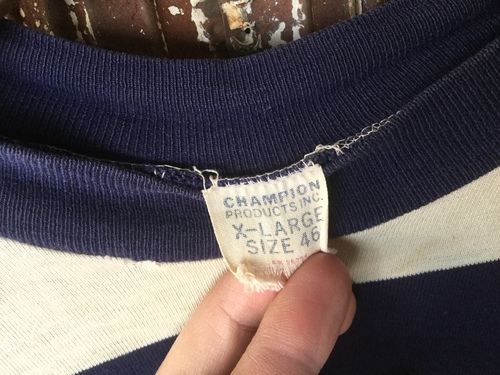 CHAMPION
PRODUCTS INC.
X-LARGE
SIZE 46